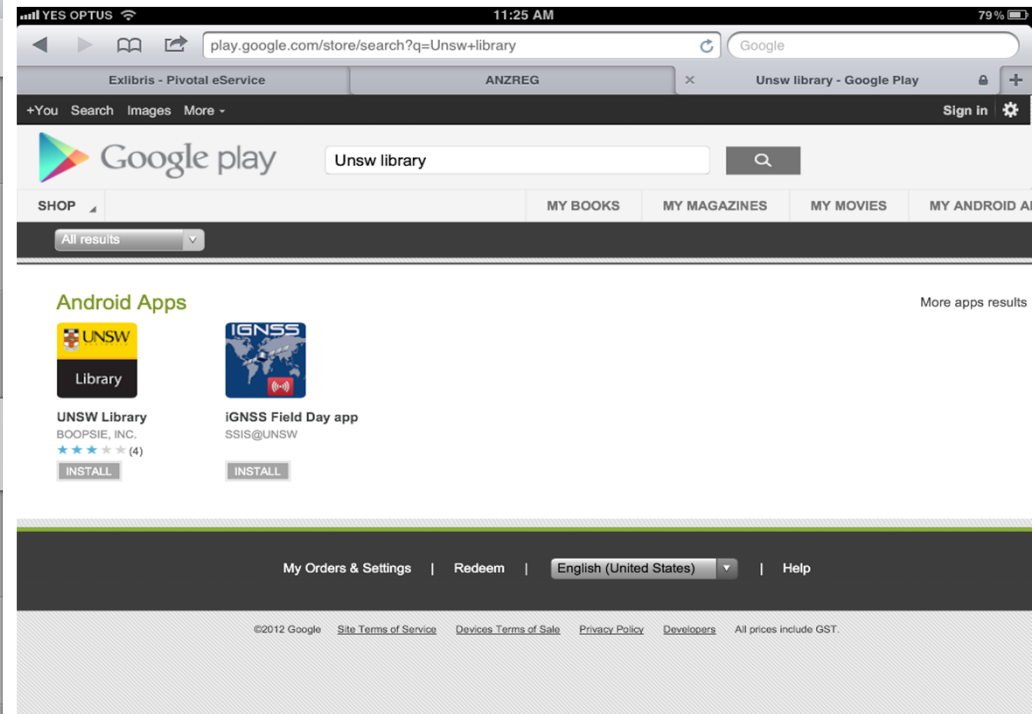 YES OPTUS 11:25 AM 79%
play.google.com/store/search?q=Unsw+library Google
Exlibris - Pivotal eService ANZREG Unsw library - Google Play
+You Search Images More Sign in
Google play Unsw library
SHOP MY BOOKS MY MAGAZINES MY MOVIES MY ANDROID A
All results
Android Apps More apps results
UNSW IGNSS
Library
UNSW Library iGNSS Field Day app
BOOPSIE, INC. SSIS@UNSW
(4)
INSTALL INSTALL
My Orders & Settings | Redeem | English (United States) | Help
©2012 Google Site Terms of Service Devices Terms of Sale Privacy Policy Developers All prices include GST.